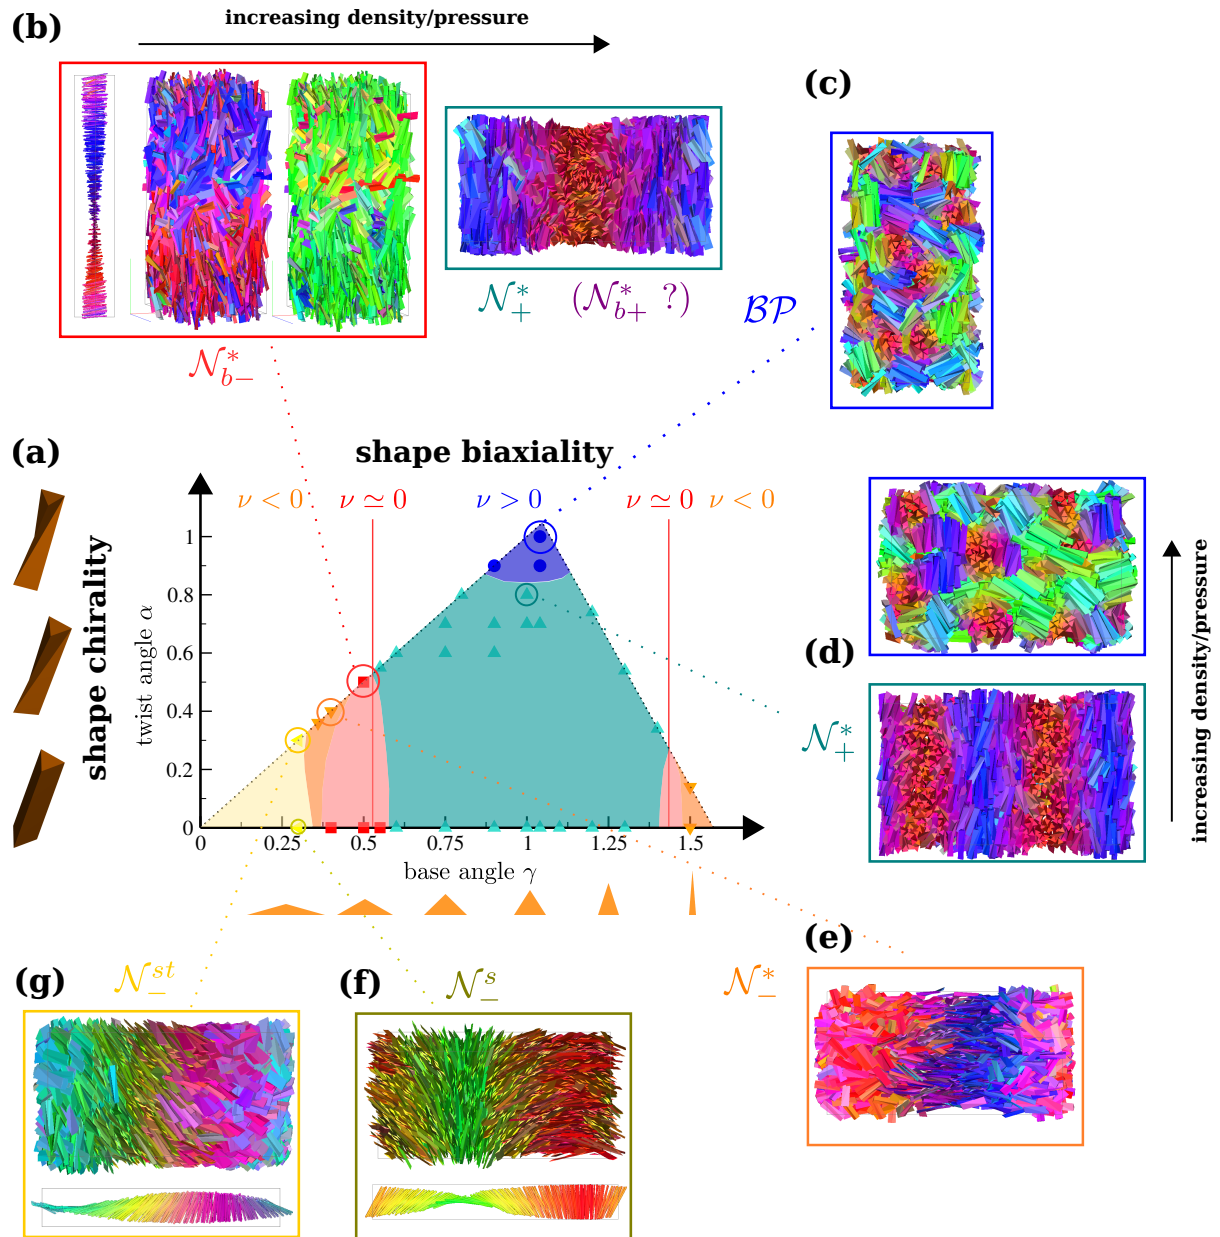 (b)
increasing density/pressure
(c)
𝒩*₊ (𝒩*b+ ?)
ℬ𝒫
𝒩*b−
(a)
shape biaxiality
ν < 0 ν ≃ 0 ν > 0 ν ≃ 0 ν < 0
shape chirality
twist angle α
1
0.8
0.6
0.4
0.2
0
0 0.25 0.5 0.75 1 1.25 1.5
base angle γ
(d)
𝒩*₊
increasing density/pressure
(e)
𝒩*₋
(g)
𝒩ˢᵗ₋
(f)
𝒩ˢ₋